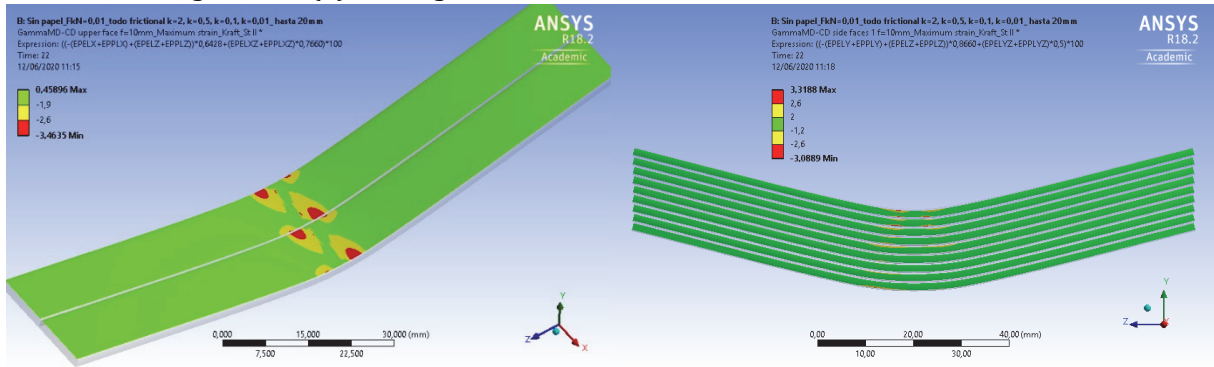 B: Sin papel_FkN=0,01_todo frictional k=2, k=0,5, k=0,1, k=0,01_ hasta 20mm
GammaMD-CD upper face f=10mm_Maximum strain_Kraft_St II *
Expression: ((-(EPELX+EPPLX)+(EPELZ+EPPLZ))*0,6428+(EPELXZ+EPPLXZ)*0,7660)*100
Time: 22
12/06/2020 11:15
0,45896 Max
-1,9
-2,6
-3,4635 Min
ANSYS
R18.2
Academic
0,000
15,000
30,000 (mm)
7,500
22,500
Y
Z
X
B: Sin papel_FkN=0,01_todo frictional k=2, k=0,5, k=0,1, k=0,01_ hasta 20mm
GammaMD-CD side faces 1 f=10mm_Maximum strain_Kraft_St II *
Expression: ((-(EPELY+EPPLY)+(EPELZ+EPPLZ))*0,8660+(EPELYZ+EPPLYZ)*0,5)*100
Time: 22
12/06/2020 11:18
3,3188 Max
2,6
2
-1,2
-2,6
-3,0889 Min
ANSYS
R18.2
Academic
0,00
20,00
40,00 (mm)
10,00
30,00
Y
Z